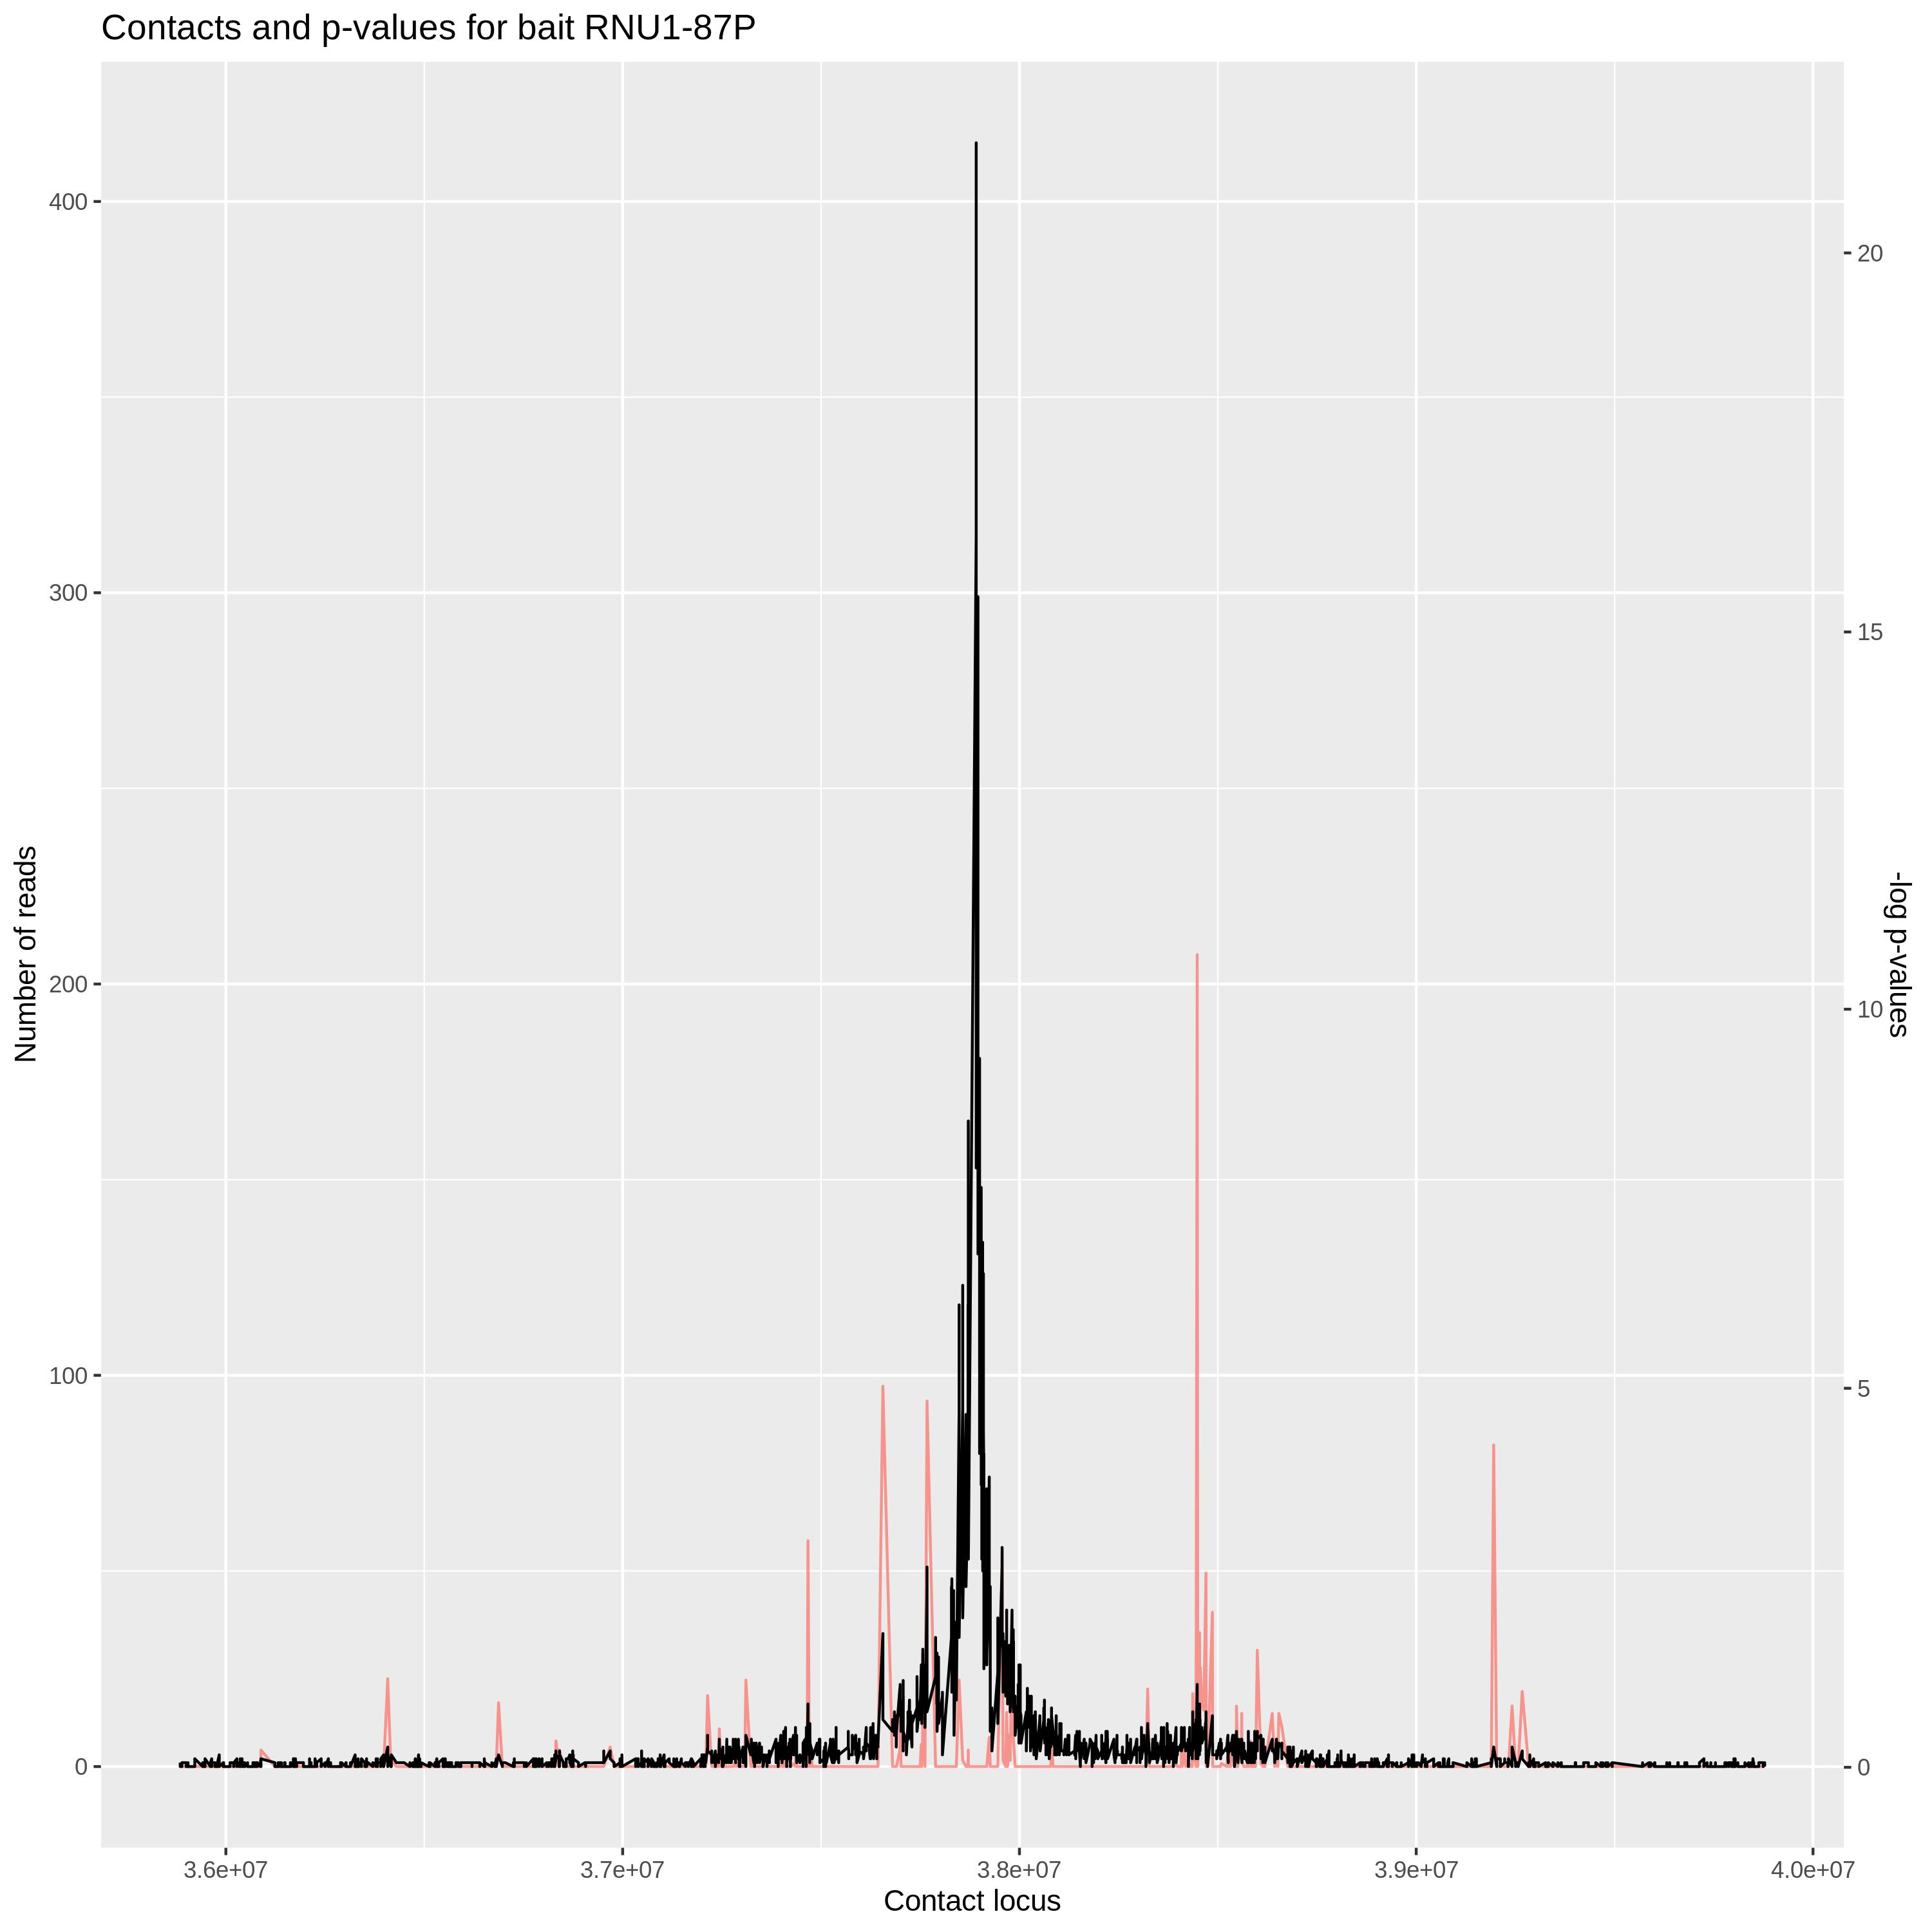 Contacts and p-values for bait RNU1-87P
400
300
200
100
0
20
15
10
5
0
Number of reads
-log p-values
3.6e+07
3.7e+07
3.8e+07
3.9e+07
4.0e+07
Contact locus